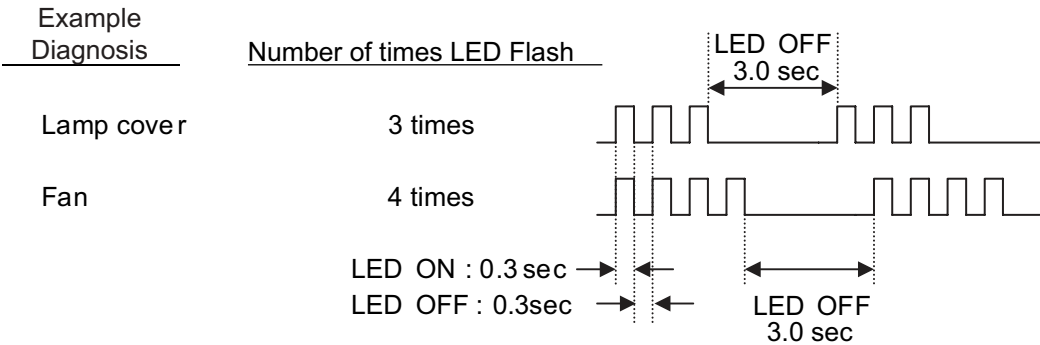 Example
Diagnosis
Number of times LED Flash
LED OFF
3.0 sec
Lamp cover
3 times
Fan
4 times
LED ON : 0.3 sec
LED OFF : 0.3sec
LED OFF
3.0 sec